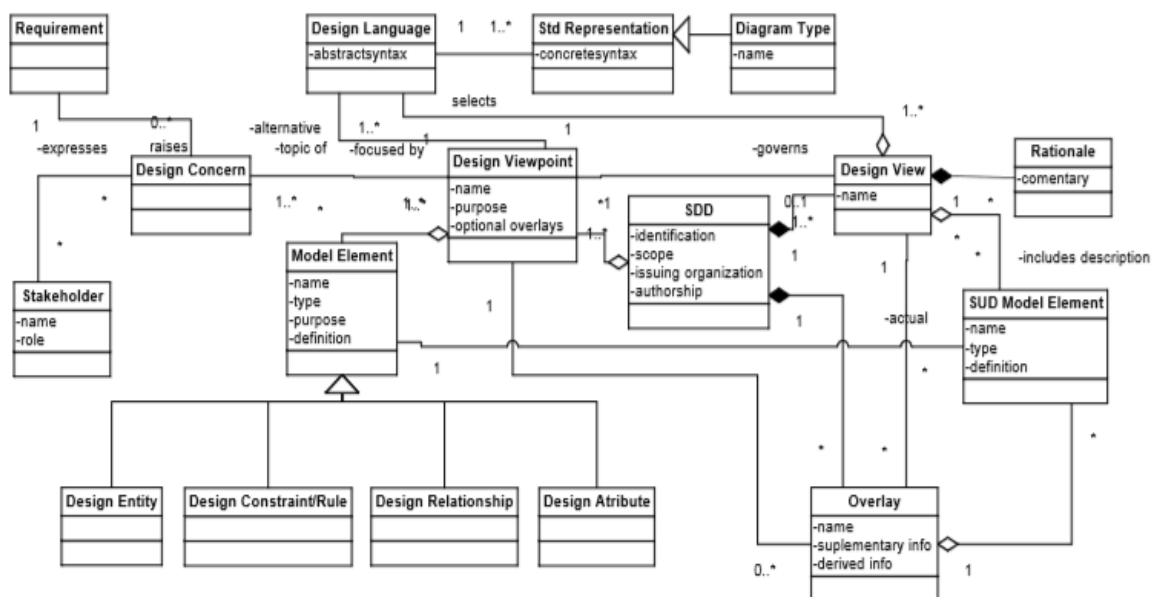 Requirement
Design Language
-abstractsyntax
1
1..*
Std Representation
-concretesyntax
Diagram Type
-name
selects
1..*
1
0..*
-expresses
raises
-alternative
-topic of
1..*
-focused by
1
1
-governs
Design Concern
Design Viewpoint
-name
-purpose
-optional overlays
Design View
-name
Rationale
-comentary
*
1..*
*
*1
0..1
1..*
1..*
1
SDD
-identification
-scope
-issuing organization
-authorship
1
*
*
-includes description
*
Stakeholder
-name
-role
Model Element
-name
-type
-purpose
-definition
1
1
1
-actual
SUD Model Element
-name
-type
-definition
1
*
*
*
*
Design Entity
Design Constraint/Rule
Design Relationship
Design Atribute
Overlay
-name
-suplementary info
-derived info
0..*
1